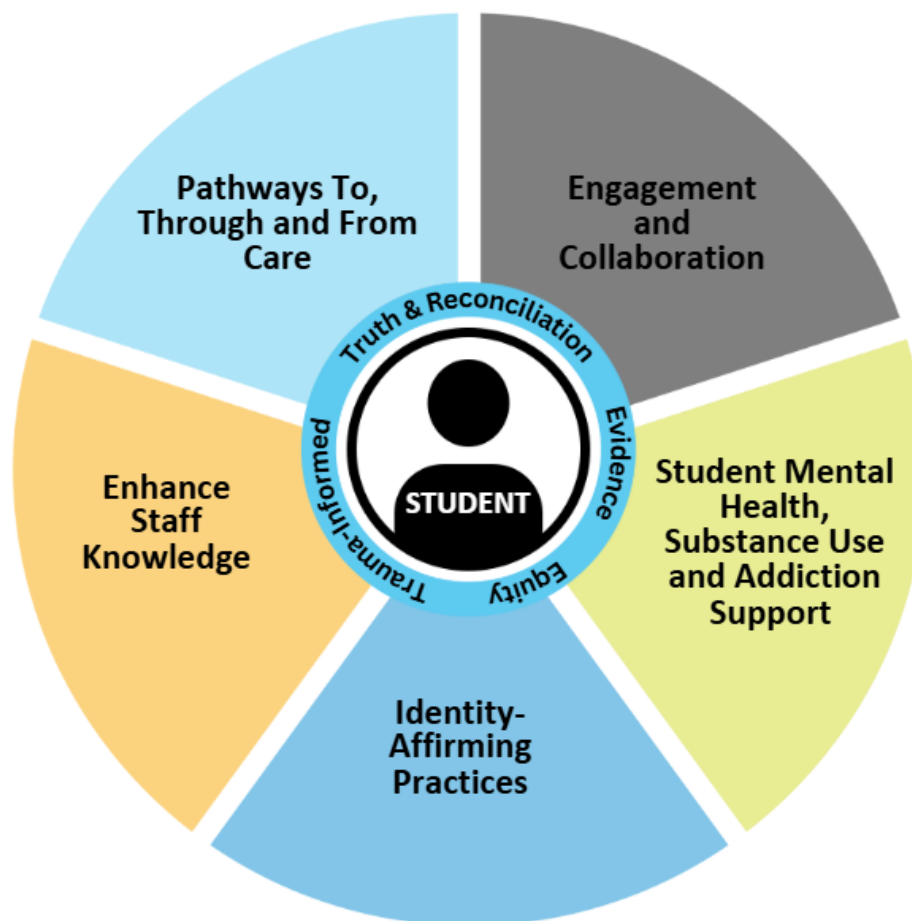 Pathways To,
Through and From
Care
Engagement
and
Collaboration
Truth & Reconciliation
Evidence
Equity
Trauma-Informed
STUDENT
Enhance
Staff
Knowledge
Student Mental
Health,
Substance Use
and Addiction
Support
Identity-
Affirming
Practices